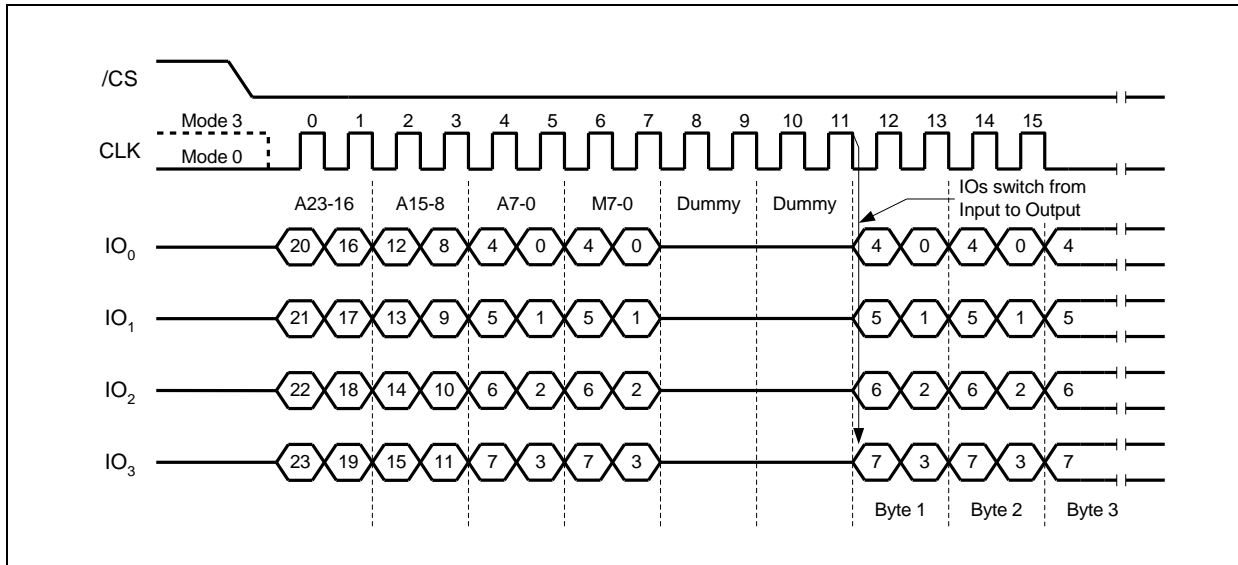 /CS
Mode 3 0 1 2 3 4 5 6 7 8 9 10 11 12 13 14 15
CLK
Mode 0
IOs switch from
Input to Output
A23-16 A15-8 A7-0 M7-0 Dummy Dummy
IO0 20 16 12 8 4 0 4 0 4 0 4 0 4
IO1 21 17 13 9 5 1 5 1 5 1 5 1 5
IO2 22 18 14 10 6 2 6 2 6 2 6 2 6
IO3 23 19 15 11 7 3 7 3 7 3 7 3 7
Byte 1 Byte 2 Byte 3